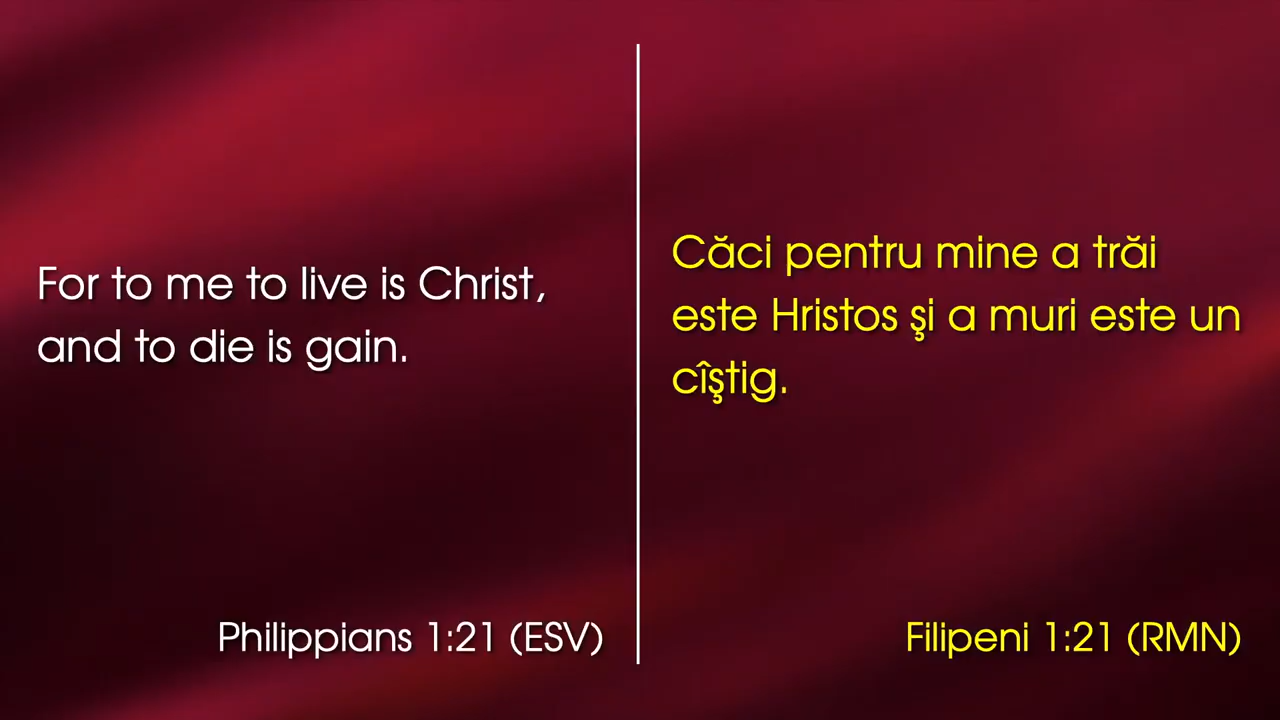 For to me to live is Christ,
and to die is gain.
Philippians 1:21 (ESV)
Căci pentru mine a trăi
este Hristos şi a muri este un
cîştig.
Filipeni 1:21 (RMN)